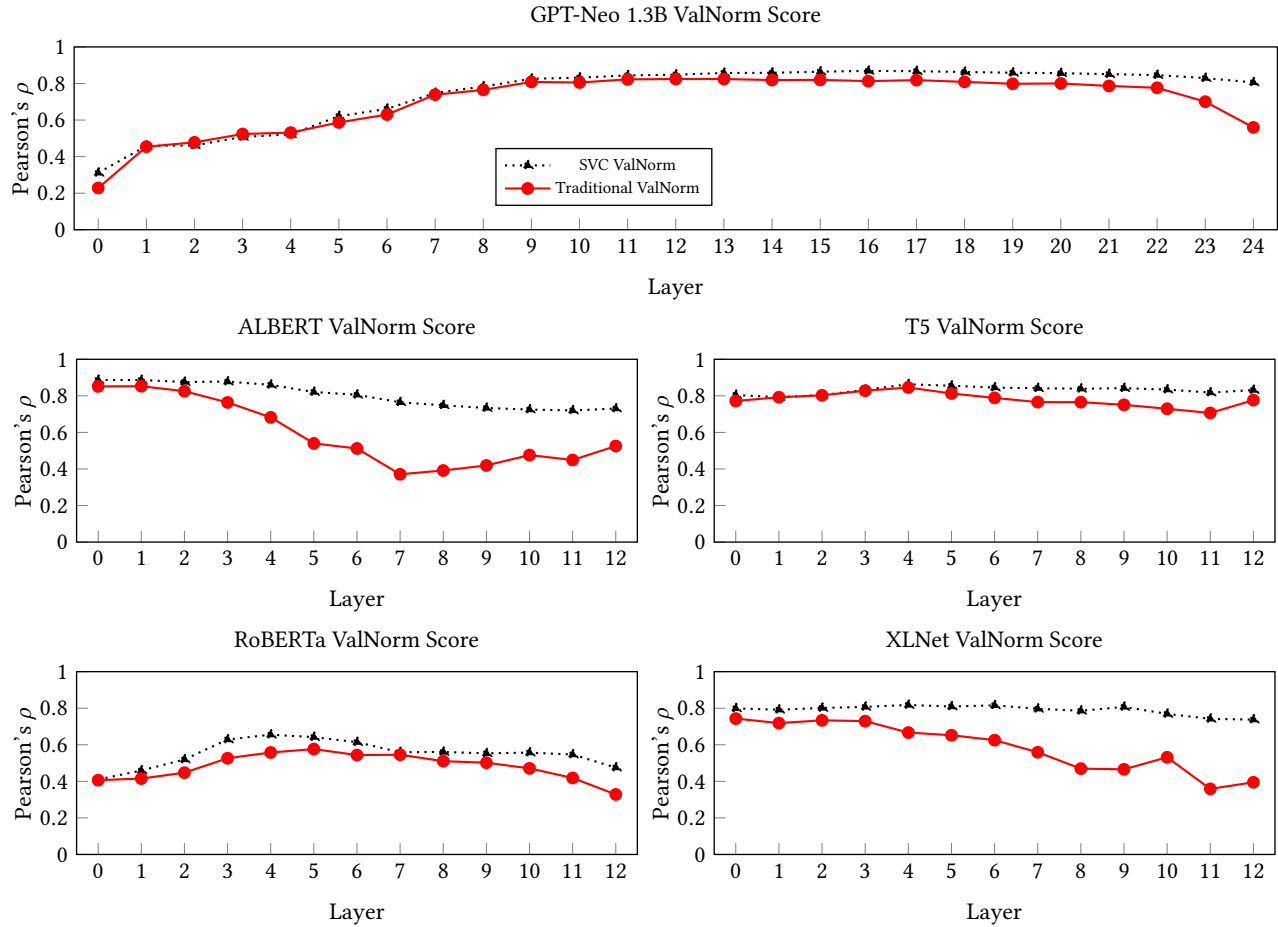 GPT-Neo 1.3B ValNorm Score
1
0.8
0.6
0.4
0.2
0
Pearson's ρ
SVC ValNorm
Traditional ValNorm
0 1 2 3 4 5 6 7 8 9 10 11 12 13 14 15 16 17 18 19 20 21 22 23 24
Layer
ALBERT ValNorm Score
1
0.8
0.6
0.4
0.2
0
Pearson's ρ
0 1 2 3 4 5 6 7 8 9 10 11 12
Layer
T5 ValNorm Score
1
0.8
0.6
0.4
0.2
0
Pearson's ρ
0 1 2 3 4 5 6 7 8 9 10 11 12
Layer
RoBERTa ValNorm Score
1
0.8
0.6
0.4
0.2
0
Pearson's ρ
0 1 2 3 4 5 6 7 8 9 10 11 12
Layer
XLNet ValNorm Score
1
0.8
0.6
0.4
0.2
0
Pearson's ρ
0 1 2 3 4 5 6 7 8 9 10 11 12
Layer